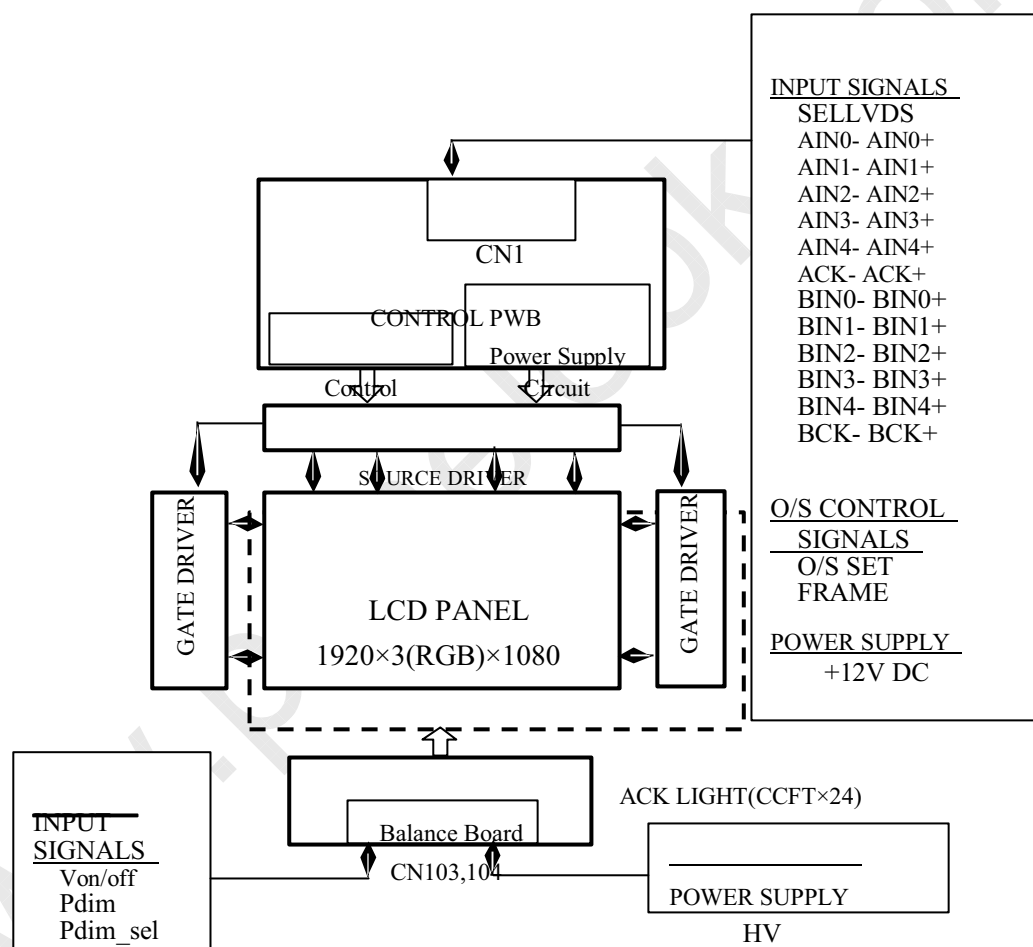 INPUT SIGNALS
SELLVDS
AIN0- AIN0+
AIN1- AIN1+
AIN2- AIN2+
AIN3- AIN3+
AIN4- AIN4+
ACK- ACK+
BIN0- BIN0+
BIN1- BIN1+
BIN2- BIN2+
BIN3- BIN3+
BIN4- BIN4+
BCK- BCK+
O/S CONTROL
SIGNALS
O/S SET
FRAME
POWER SUPPLY
+12V DC
CN1
CONTROL PWB
Power Supply
Control
Circuit
SOURCE DRIVER
GATE DRIVER
LCD PANEL
1920×3(RGB)×1080
GATE DRIVER
ACK LIGHT(CCFT×24)
Balance Board
CN103,104
INPUT
SIGNALS
Von/off
Pdim
Pdim_sel
POWER SUPPLY
HV